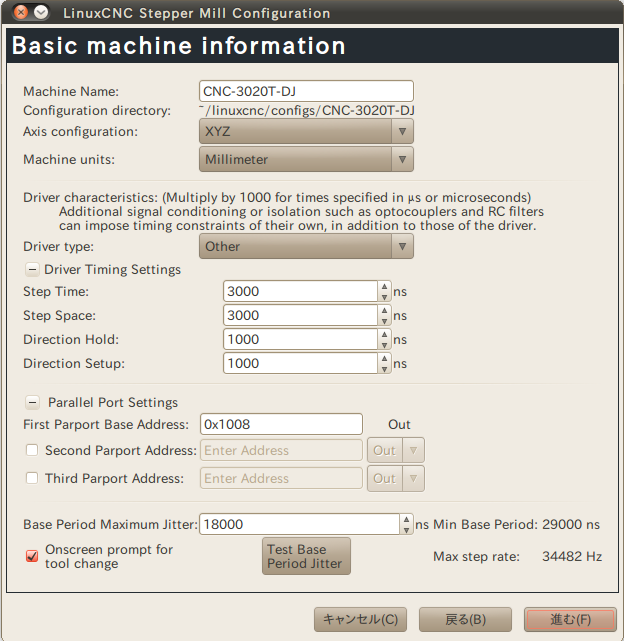 LinuxCNC Stepper Mill Configuration
Basic machine information
Machine Name: CNC-3020T-DJ
Configuration directory: ~/linuxcnc/configs/CNC-3020T-DJ
Axis configuration: XYZ
Machine units: Millimeter
Driver characteristics: (Multiply by 1000 for times specified in µs or microseconds)
Additional signal conditioning or isolation such as optocouplers and RC filters
can impose timing constraints of their own, in addition to those of the driver.
Driver type: Other
Driver Timing Settings
Step Time: 3000 ns
Step Space: 3000 ns
Direction Hold: 1000 ns
Direction Setup: 1000 ns
Parallel Port Settings
First Parport Base Address: 0x1008 Out
Second Parport Address: Enter Address Out
Third Parport Address: Enter Address Out
Base Period Maximum Jitter: 18000 ns Min Base Period: 29000 ns
Onscreen prompt for
tool change
Test Base
Period Jitter
Max step rate: 34482 Hz
キャンセル(C) 戻る(B) 進む(F)